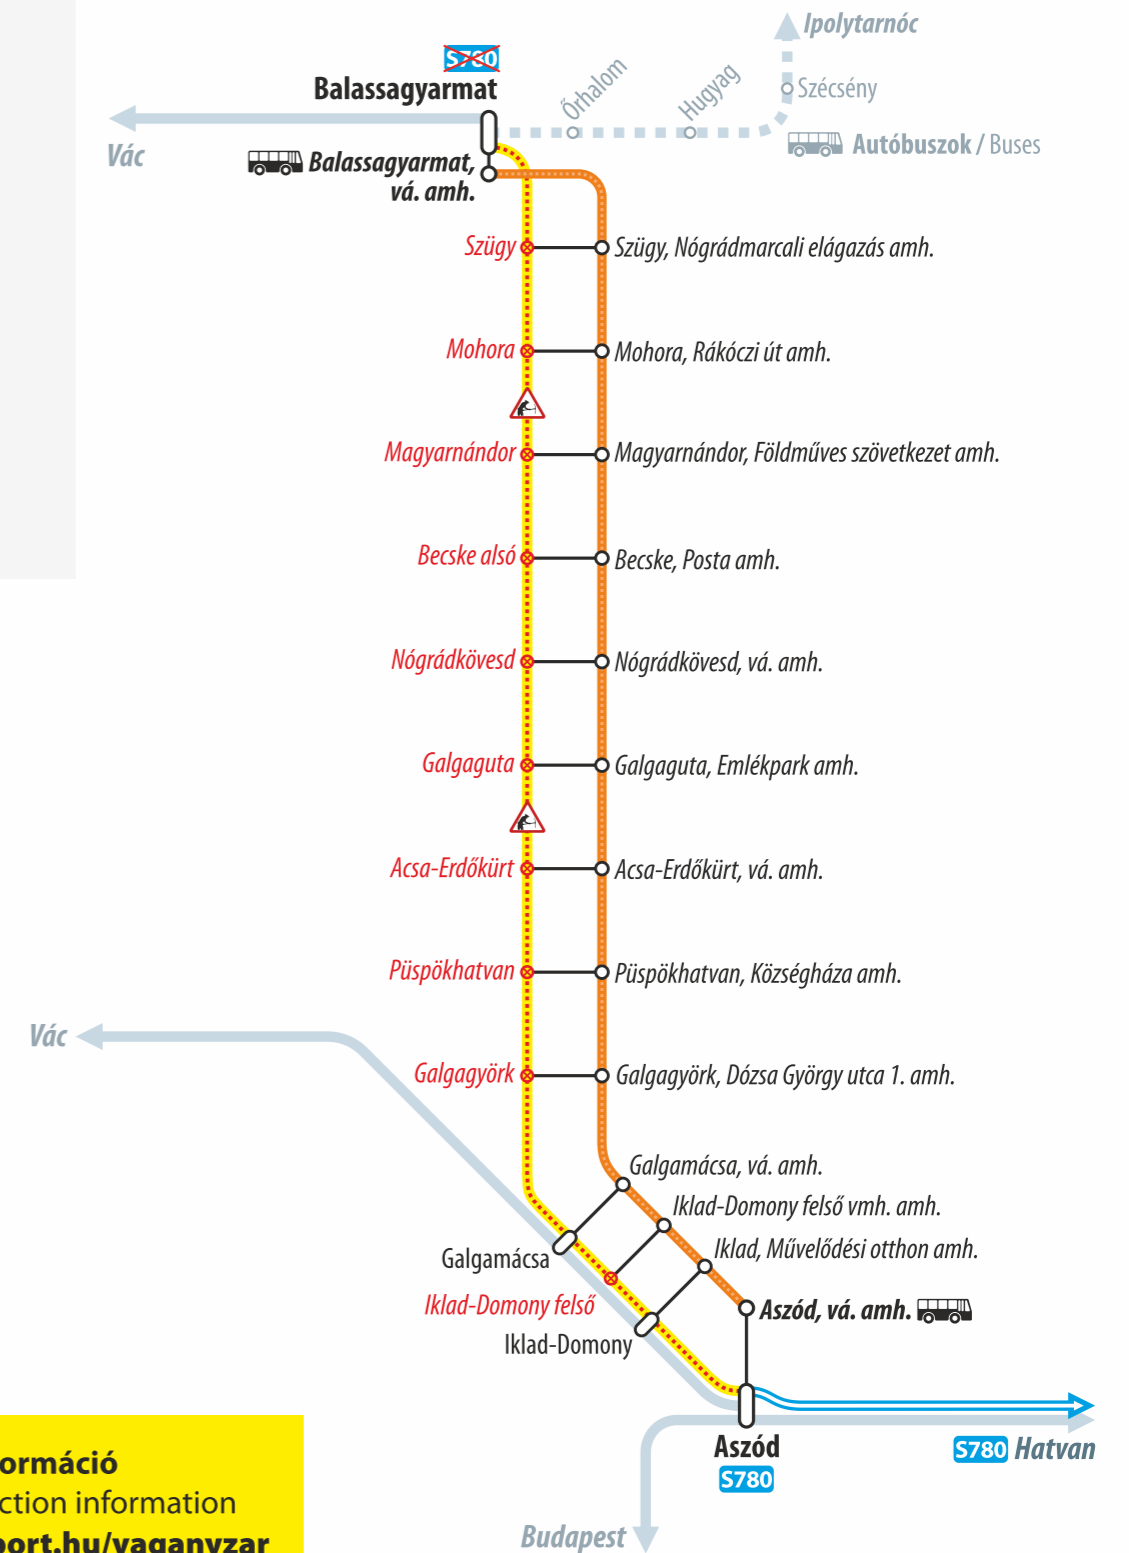 Ipolytarnóc
S780
Balassagyarmat
Őrhalom
Hugyag
Szécsény
Vác
Autóbuszok / Buses
Balassagyarmat,
vá. amh.
Szügy
Szügy, Nógrádmarcali elágazás amh.
Mohora
Mohora, Rákóczi út amh.
Magyarnándor
Magyarnándor, Földműves szövetkezet amh.
Becske alsó
Becske, Posta amh.
Nógrádkövesd
Nógrádkövesd, vá. amh.
Galgaguta
Galgaguta, Emlékpark amh.
Acsa-Erdőkürt
Acsa-Erdőkürt, vá. amh.
Püspökhatvan
Püspökhatvan, Községháza amh.
Vác
Galgagyörk
Galgagyörk, Dózsa György utca 1. amh.
Galgamácsa, vá. amh.
Iklad-Domony felső vmh. amh.
Galgamácsa
Iklad, Művelődési otthon amh.
Iklad-Domony felső
Aszód, vá. amh.
Iklad-Domony
Aszód
S780
S780 Hatvan
Budapest
ormáció
ction information
port.hu/vaganyzar